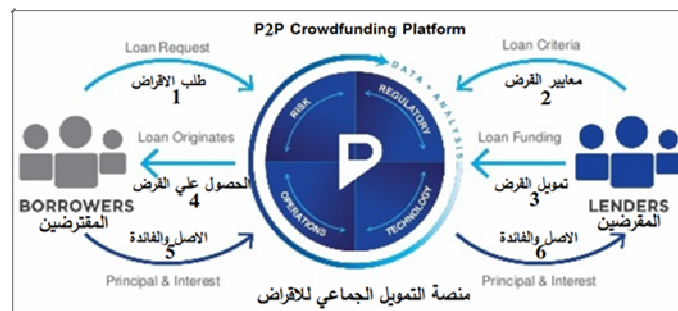 P2P Crowdfunding Platform
Loan Request
طلب الاقراض
1
Loan Criteria
معايير القرض
2
DATA + ANALYSIS
RISK
REGULATORY
OPERATIONS
TECHNOLOGY
Loan Originates
الحصول علي القرض
4
Loan Funding
تمويل القرض
3
BORROWERS
المقترضين
LENDERS
المقرضين
الاصل والفائدة
5
Principal & Interest
الاصل والفائدة
6
Principal & Interest
منصة التمويل الجماعي للاقراض